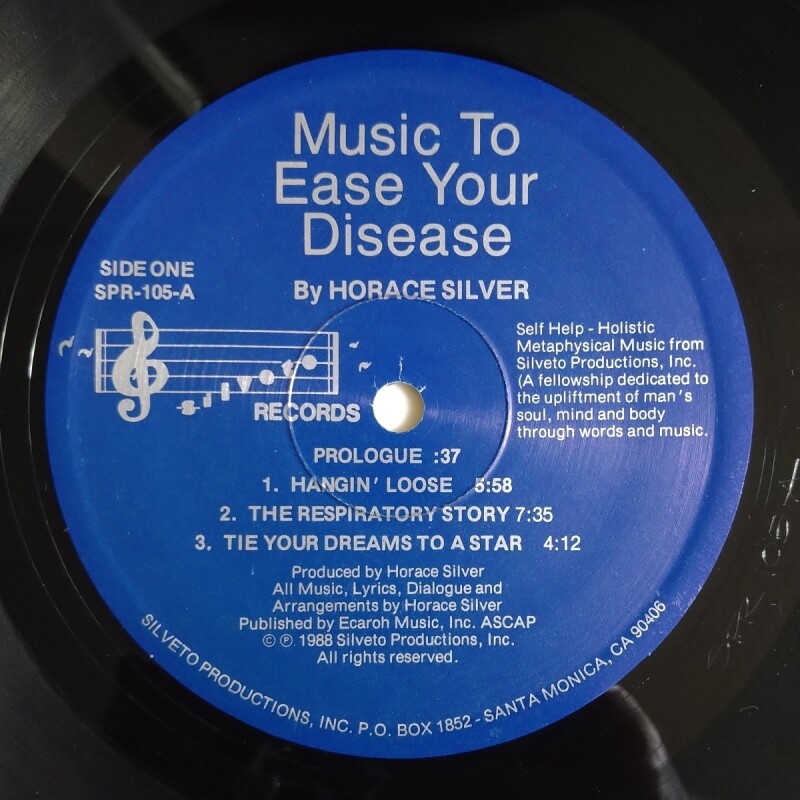 Music To
Ease Your
Disease
SIDE ONE
SPR-105-A
By HORACE SILVER
Self Help - Holistic
Metaphysical Music from
Silveto Productions, Inc.
(A fellowship dedicated to
the upliftment of man's
soul, mind and body
through words and music.
Silveto
RECORDS
PROLOGUE :37
1. HANGIN' LOOSE 5:58
2. THE RESPIRATORY STORY 7:35
3. TIE YOUR DREAMS TO A STAR 4:12
Produced by Horace Silver
All Music, Lyrics, Dialogue and
Arrangements by Horace Silver
Published by Ecaroh Music, Inc. ASCAP
© ℗ 1988 Silveto Productions, Inc.
All rights reserved.
SILVETO PRODUCTIONS, INC. P.O. BOX 1852 - SANTA MONICA, CA 90406